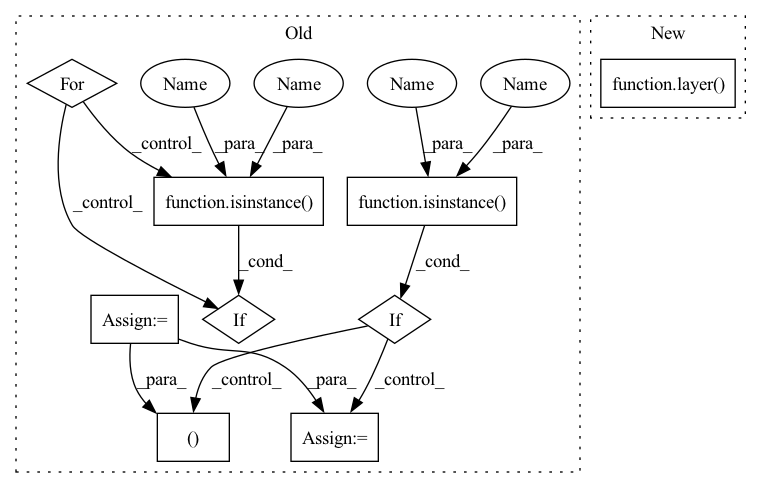 Old
New
For
Name
Name
Name
Name
function.layer()
_control_
_para_
_para_
_para_
_para_
function.isinstance()
function.isinstance()
_control_
_cond_
_cond_
Assign:=
If
If
_para_
_control_
_para_
_control_
()
Assign:=